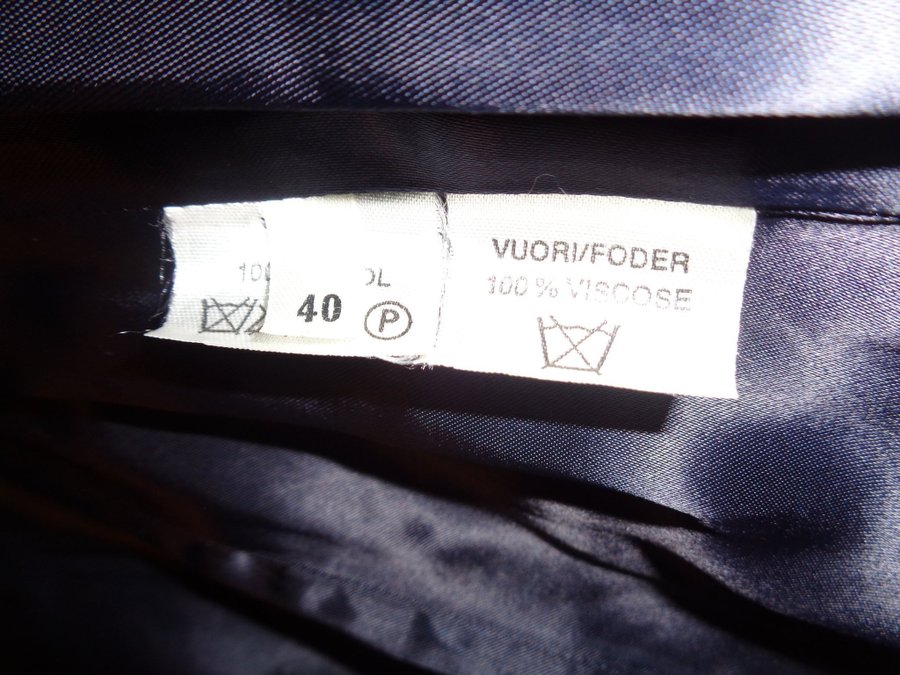 40
P
VUORI/FODER
100 % VISCOSE